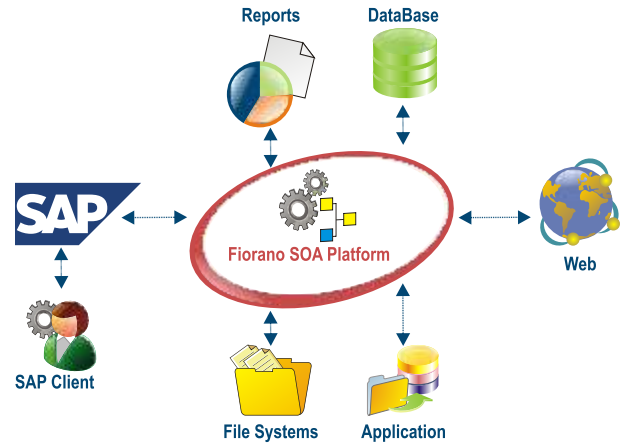 Reports
DataBase
SAP
Fiorano SOA Platform
Web
SAP Client
File Systems
Application